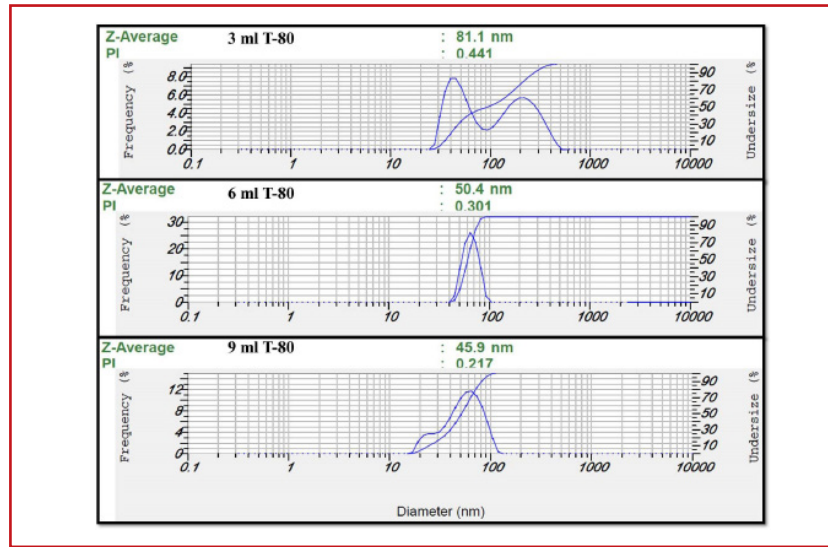 Z-Average 3 ml T-80 : 81.1 nm
PI : 0.441
Frequency (%
8.0
6.0
4.0
2.0
0.0
90
70
50
30
10
Undersize (%
0.1 1 10 100 1000 10000
Z-Average 6 ml T-80 : 50.4 nm
PI : 0.301
Frequency (%
30
20
10
0
90
70
50
30
10
Undersize (%
0.1 1 10 100 1000 10000
Z-Average 9 ml T-80 : 45.9 nm
PI : 0.217
Frequency (%
12
8
4
0
90
70
50
30
10
Undersize (%
0.1 1 10 100 1000 10000
Diameter (nm)